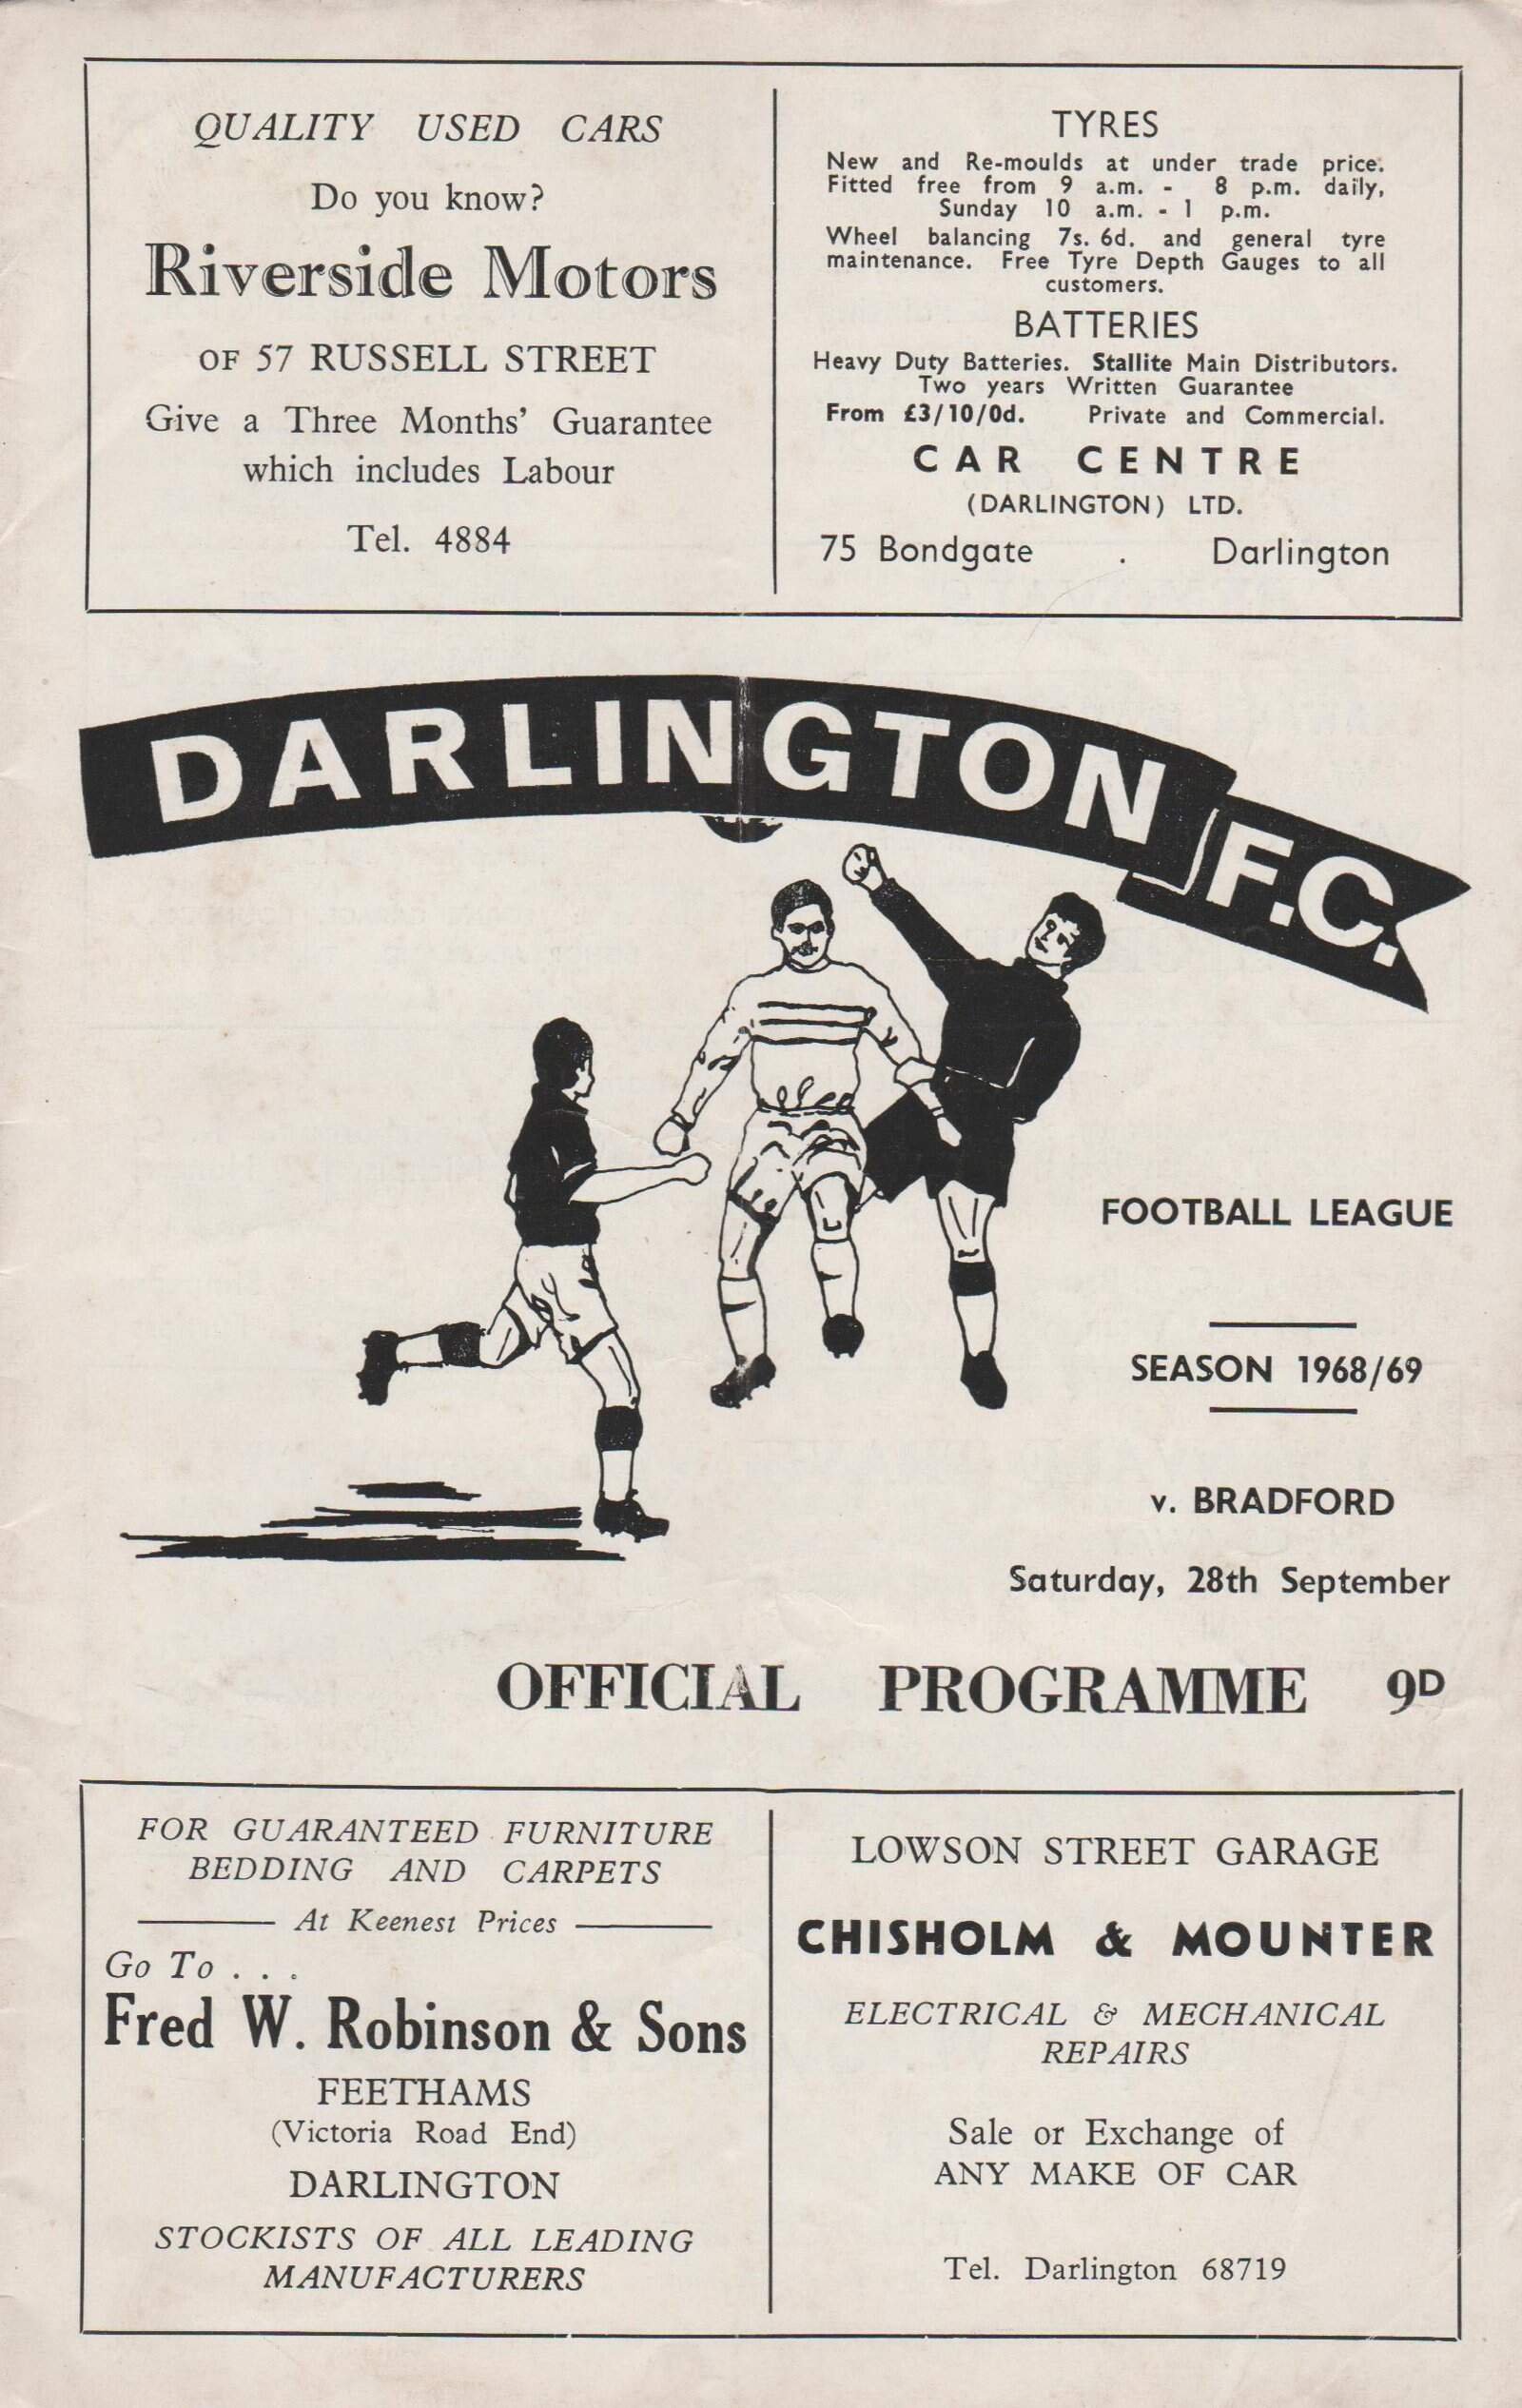 QUALITY USED CARS
Do you know?
Riverside Motors
OF 57 RUSSELL STREET
Give a Three Months' Guarantee
which includes Labour
Tel. 4884
TYRES
New and Re-moulds at under trade price.
Fitted free from 9 a.m. - 8 p.m. daily,
Sunday 10 a.m. - 1 p.m.
Wheel balancing 7s. 6d. and general tyre
maintenance. Free Tyre Depth Gauges to all
customers.
BATTERIES
Heavy Duty Batteries. Stallite Main Distributors.
Two years Written Guarantee
From £3/10/0d. Private and Commercial.
CAR CENTRE
(DARLINGTON) LTD.
75 Bondgate . Darlington
DARLINGTON F.C.
FOOTBALL LEAGUE
SEASON 1968/69
v. BRADFORD
Saturday, 28th September
OFFICIAL PROGRAMME 9D
FOR GUARANTEED FURNITURE
BEDDING AND CARPETS
At Keenest Prices
Go To . . .
Fred W. Robinson & Sons
FEETHAMS
(Victoria Road End)
DARLINGTON
STOCKISTS OF ALL LEADING
MANUFACTURERS
LOWSON STREET GARAGE
CHISHOLM & MOUNTER
ELECTRICAL & MECHANICAL
REPAIRS
Sale or Exchange of
ANY MAKE OF CAR
Tel. Darlington 68719